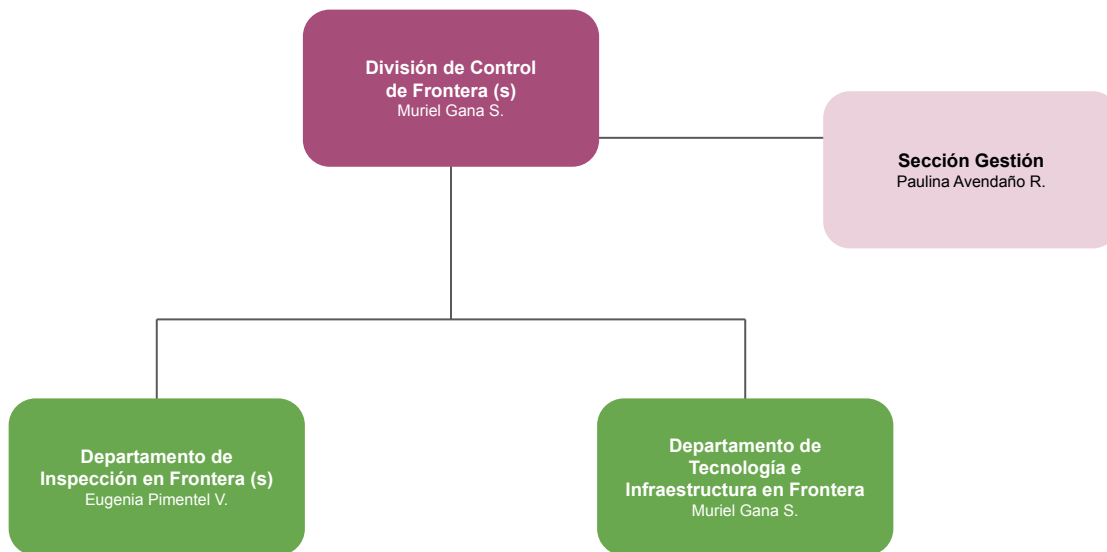 División de Control
de Frontera (s)
Muriel Gana S.
Sección Gestión
Paulina Avendaño R.
Departamento de
Inspección en Frontera (s)
Eugenia Pimentel V.
Departamento de
Tecnología e
Infraestructura en Frontera
Muriel Gana S.